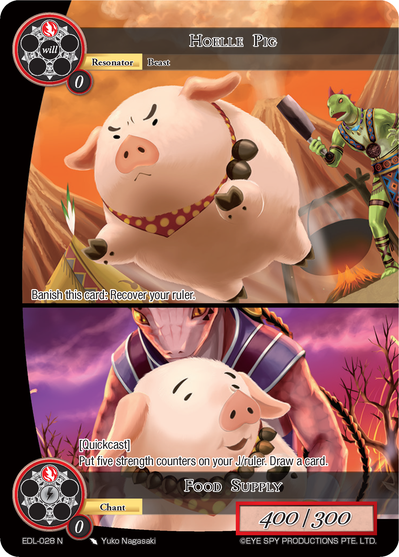 Hoelle Pig
will
Resonator Beast
0
Banish this card: Recover your ruler.
[Quickcast]
Put five strength counters on your J/ruler. Draw a card.
Food Supply
Chant
0
400/300
EDL-028 N Yuko Nagasaki ©EYE SPY PRODUCTIONS PTE. LTD.